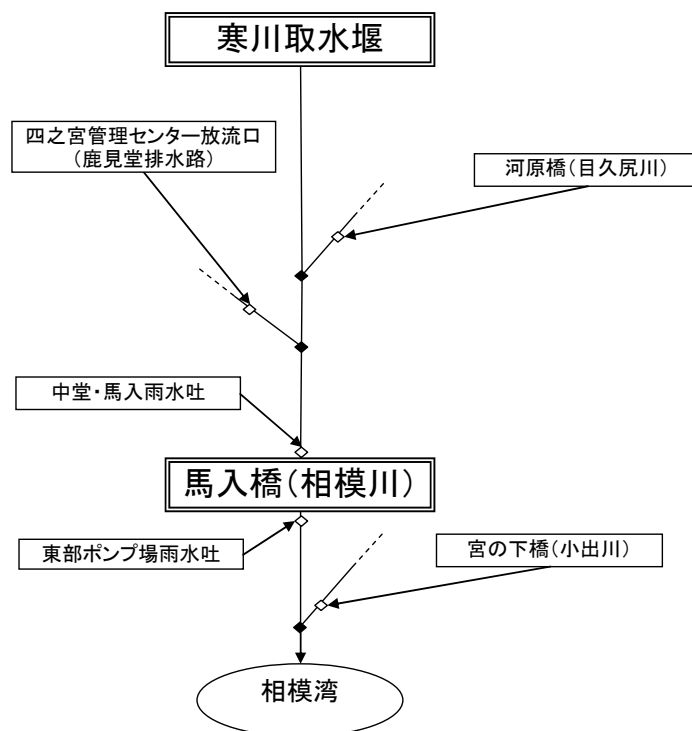 寒川取水堰
四之宮管理センター放流口
(鹿見堂排水路)
河原橋(目久尻川)
中堂・馬入雨水吐
馬入橋(相模川)
東部ポンプ場雨水吐
宮の下橋(小出川)
相模湾